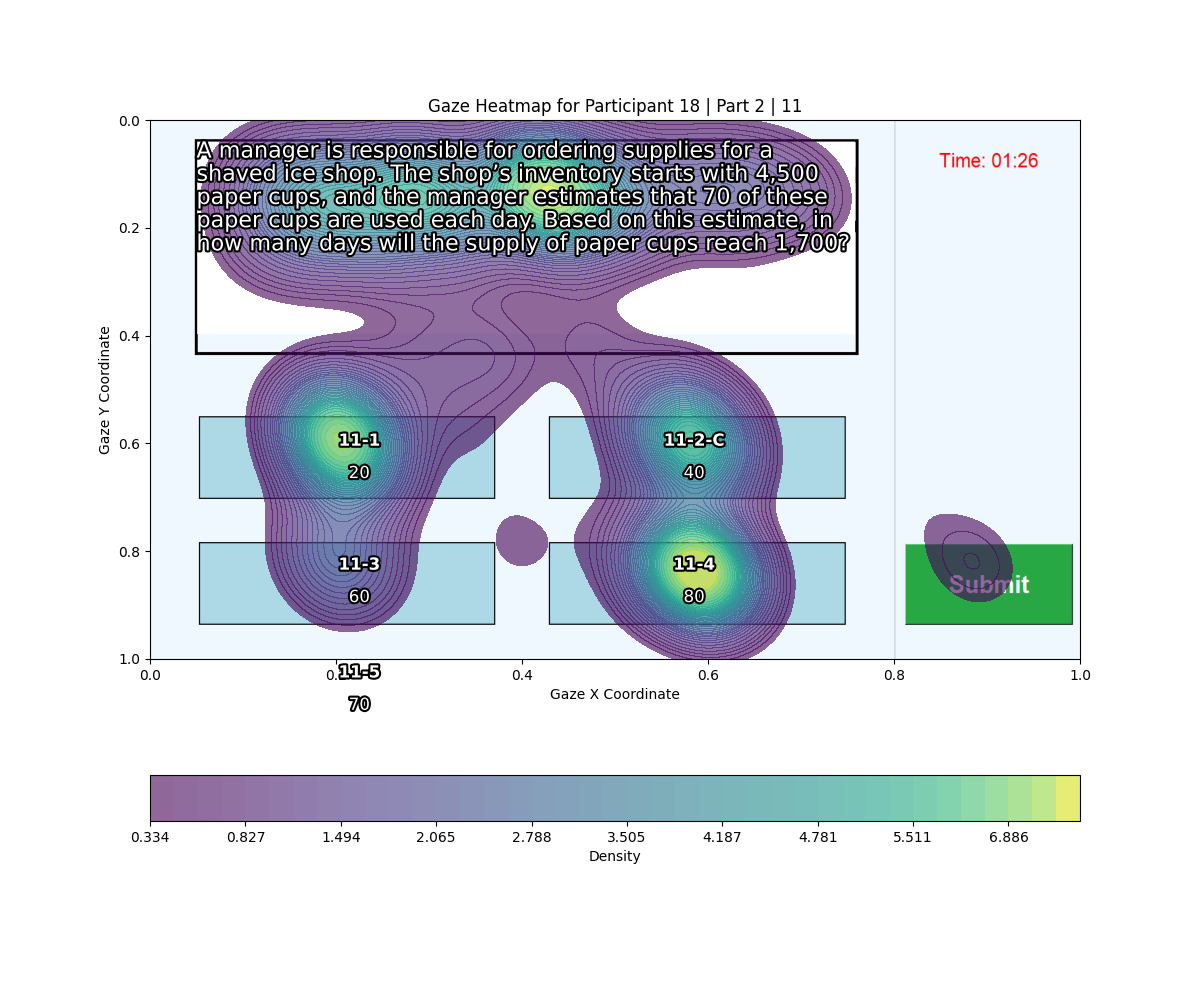 Gaze Heatmap for Participant 18 | Part 2 | 11
A manager is responsible for ordering supplies for a
shaved ice shop. The shop’s inventory starts with 4,500
paper cups, and the manager estimates that 70 of these
paper cups are used each day. Based on this estimate, in
how many days will the supply of paper cups reach 1,700?
Time: 01:26
0.0
0.2
0.4
0.6
0.8
1.0
Gaze Y Coordinate
11-1
20
11-2-C
40
11-3
60
11-4
80
Submit
0.0
0.4
0.6
0.8
1.0
11-5
70
Gaze X Coordinate
0.334
0.827
1.494
2.065
2.788
3.505
4.187
4.781
5.511
6.886
Density